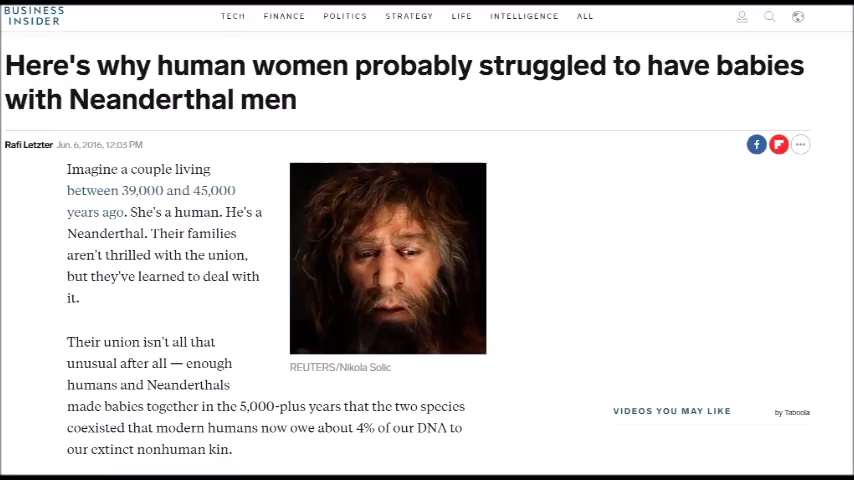 BUSINESS
INSIDER
TECH FINANCE POLITICS STRATEGY LIFE INTELLIGENCE ALL
Here's why human women probably struggled to have babies
with Neanderthal men
Rafi Letzter Jun. 6, 2016, 12:03 PM
Imagine a couple living
between 39,000 and 45,000
years ago. She's a human. He's a
Neanderthal. Their families
aren't thrilled with the union,
but they've learned to deal with
it.
Their union isn't all that
unusual after all — enough
humans and Neanderthals
made babies together in the 5,000-plus years that the two species
coexisted that modern humans now owe about 4% of our DNA to
our extinct nonhuman kin.
REUTERS/Nikola Solic
VIDEOS YOU MAY LIKE
by Taboola